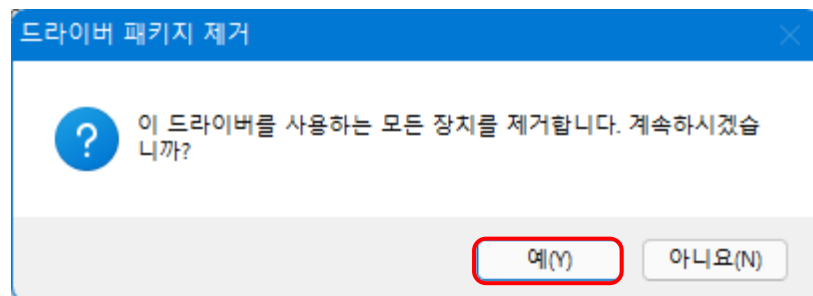 드라이버 패키지 제거
이 드라이버를 사용하는 모든 장치를 제거합니다. 계속하시겠습
니까?
예(Y)
아니요(N)